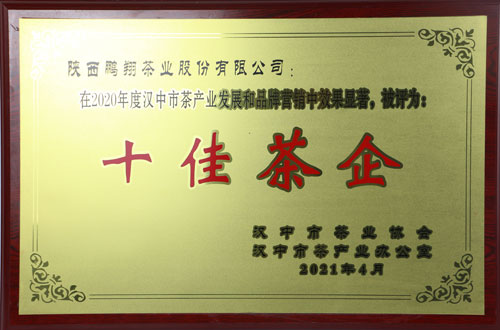 陕西鹏翔茶业股份有限公司：
在2020年度汉中市茶产业发展和品牌营销中效果显著，被评为：
十佳茶企
汉中市茶业协会
汉中市茶产业办公室
2021年4月